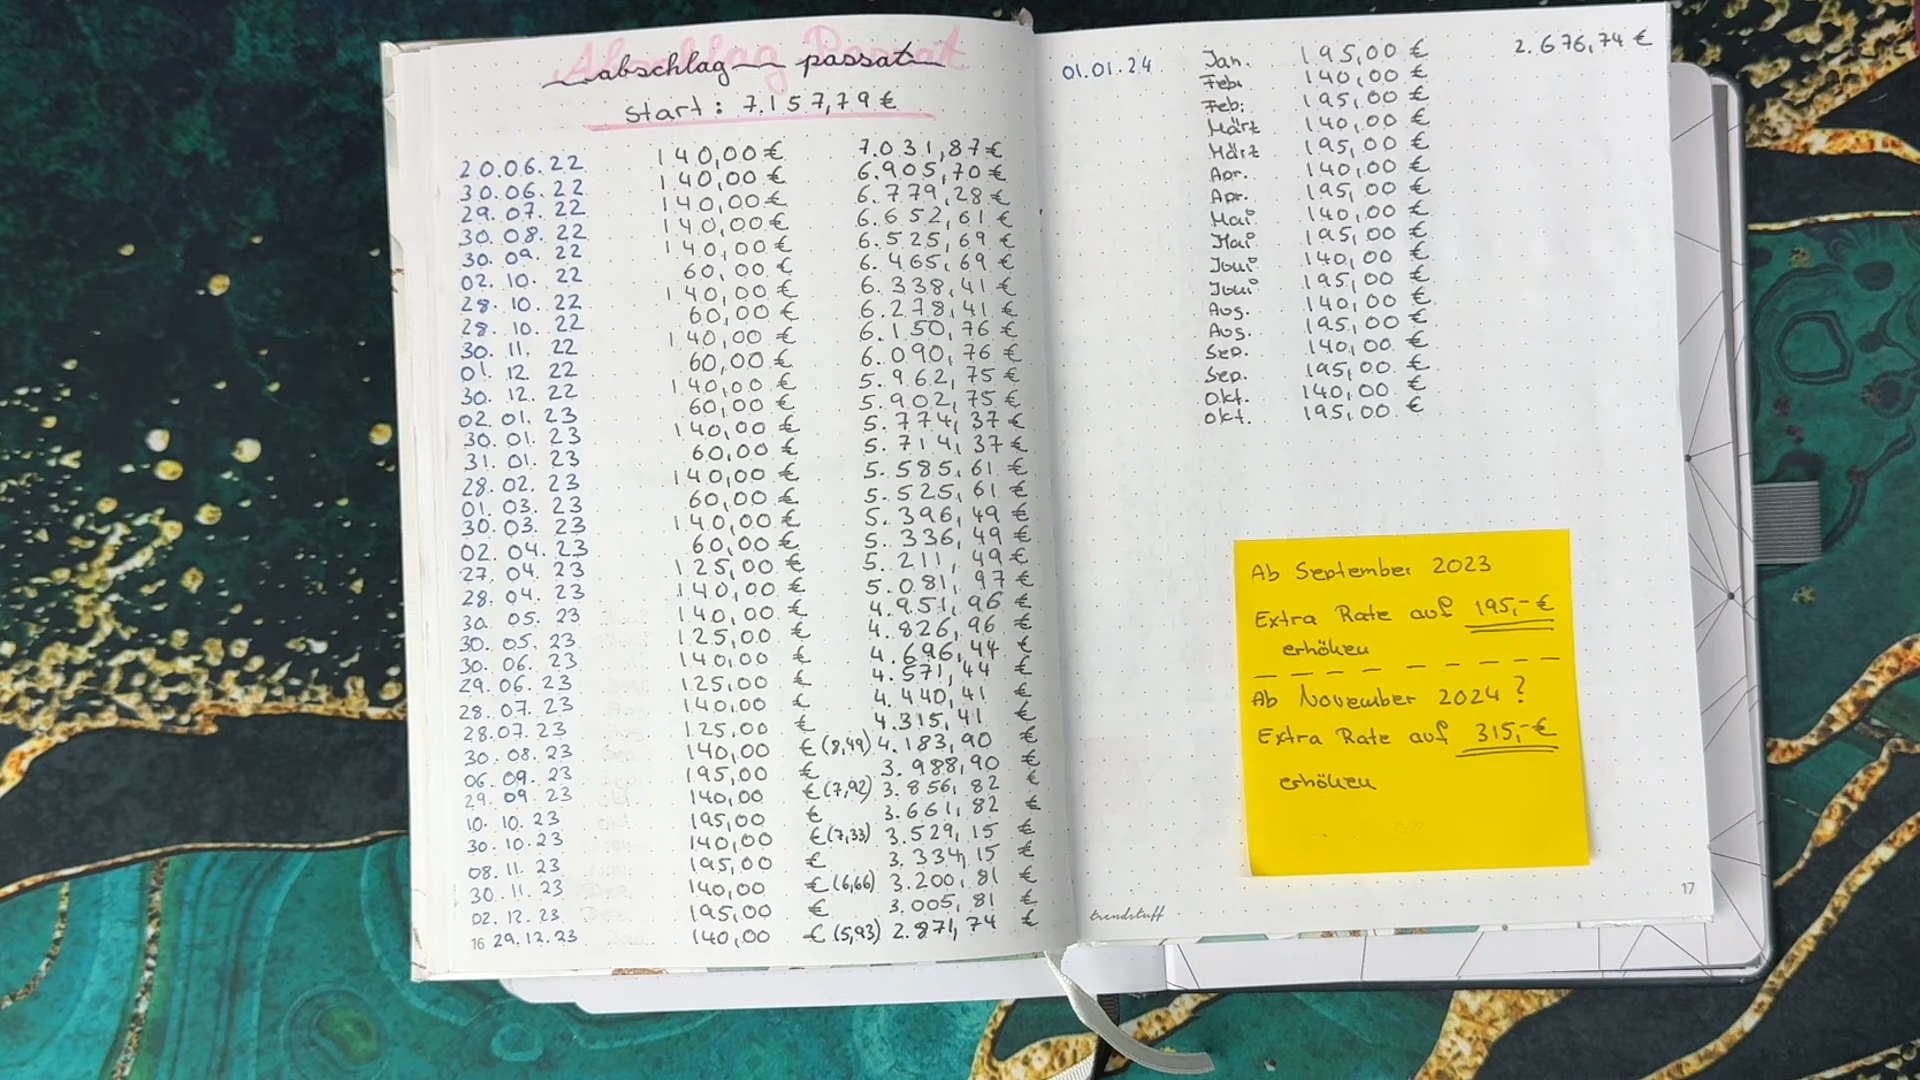 Abschlag Passat
abschlag passat
Start: 7.157,79 €
20.06.22 140,00 € 7.031,87 €
30.06.22 140,00 € 6.905,70 €
29.07.22 140,00 € 6.779,28 €
30.08.22 140,00 € 6.652,61 €
30.09.22 140,00 € 6.525,69 €
02.10.22 60,00 € 6.465,69 €
28.10.22 140,00 € 6.338,41 €
28.10.22 60,00 € 6.278,41 €
30.11.22 140,00 € 6.150,76 €
01.12.22 60,00 € 6.090,76 €
30.12.22 140,00 € 5.962,75 €
02.01.23 60,00 € 5.902,75 €
30.01.23 140,00 € 5.774,37 €
31.01.23 60,00 € 5.714,37 €
28.02.23 140,00 € 5.585,61 €
01.03.23 60,00 € 5.525,61 €
30.03.23 140,00 € 5.396,49 €
02.04.23 60,00 € 5.336,49 €
27.04.23 125,00 € 5.211,49 €
28.04.23 140,00 € 5.081,97 €
30.05.23 140,00 € 4.951,96 €
30.05.23 125,00 € 4.826,96 €
30.06.23 140,00 € 4.696,44 €
29.06.23 125,00 € 4.571,44 €
28.07.23 140,00 € 4.440,41 €
28.07.23 125,00 € 4.315,41 €
30.08.23 140,00 € (8,49) 4.183,90 €
06.09.23 195,00 € 3.988,90 €
29.09.23 140,00 € (7,92) 3.856,82 €
10.10.23 195,00 € 3.661,82 €
30.10.23 140,00 € (7,33) 3.529,15 €
08.11.23 195,00 € 3.334,15 €
30.11.23 140,00 € (6,66) 3.200,81 €
02.12.23 195,00 € 3.005,81 €
16 29.12.23 140,00 € (5,93) 2.871,74 €
01.01.24 Jan. 195,00 € 2.676,74 €
Feb. 140,00 €
Feb. 195,00 €
Märt 140,00 €
Märt 195,00 €
Apr. 140,00 €
Apr. 195,00 €
Mai 140,00 €
Mai 195,00 €
Juni 140,00 €
Juni 195,00 €
Aug. 140,00 €
Aug. 195,00 €
Sep. 140,00 €
Sep. 195,00 €
Okt. 140,00 €
Okt. 195,00 €
Ab September 2023
Extra Rate auf 195,- €
erhöhen
Ab November 2024?
Extra Rate auf 315,- €
erhöhen
17
trendstuff